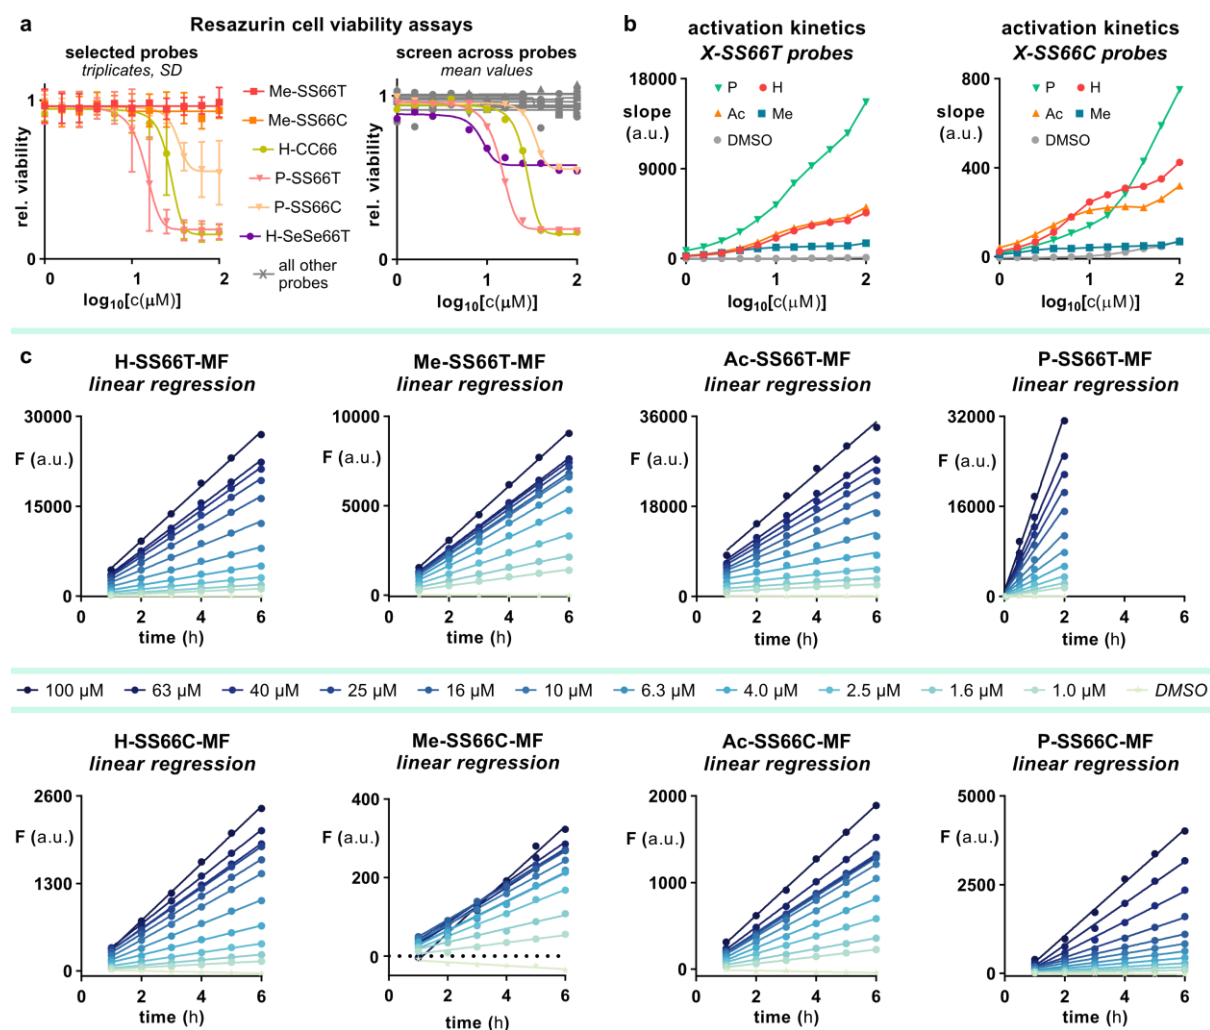 a
Resazurin cell viability assays
selected probes
triplicates, SD
screen across probes
mean values
rel. viability
1
0
0
1
2
log10[c(μM)]
Me-SS66T
Me-SS66C
H-CC66
P-SS66T
P-SS66C
H-SeSe66T
all other
probes
rel. viability
1
0
0
1
2
log10[c(μM)]
b
activation kinetics
X-SS66T probes
18000
slope
(a.u.)
9000
0
P
H
Ac
Me
DMSO
0
1
2
log10[c(μM)]
activation kinetics
X-SS66C probes
800
slope
(a.u.)
400
0
P
H
Ac
Me
DMSO
0
1
2
log10[c(μM)]
c
H-SS66T-MF
linear regression
30000
F (a.u.)
15000
0
0 2 4 6
time (h)
Me-SS66T-MF
linear regression
10000
F (a.u.)
5000
0
0 2 4 6
time (h)
Ac-SS66T-MF
linear regression
36000
F (a.u.)
18000
0
0 2 4 6
time (h)
P-SS66T-MF
linear regression
32000
F (a.u.)
16000
0
0 2 4 6
time (h)
100 μM 63 μM 40 μM 25 μM 16 μM 10 μM 6.3 μM 4.0 μM 2.5 μM 1.6 μM 1.0 μM DMSO
H-SS66C-MF
linear regression
2600
F (a.u.)
1300
0
0 2 4 6
time (h)
Me-SS66C-MF
linear regression
400
F (a.u.)
200
0
0 2 4 6
time (h)
Ac-SS66C-MF
linear regression
2000
F (a.u.)
1000
0
0 2 4 6
time (h)
P-SS66C-MF
linear regression
5000
F (a.u.)
2500
0
0 2 4 6
time (h)